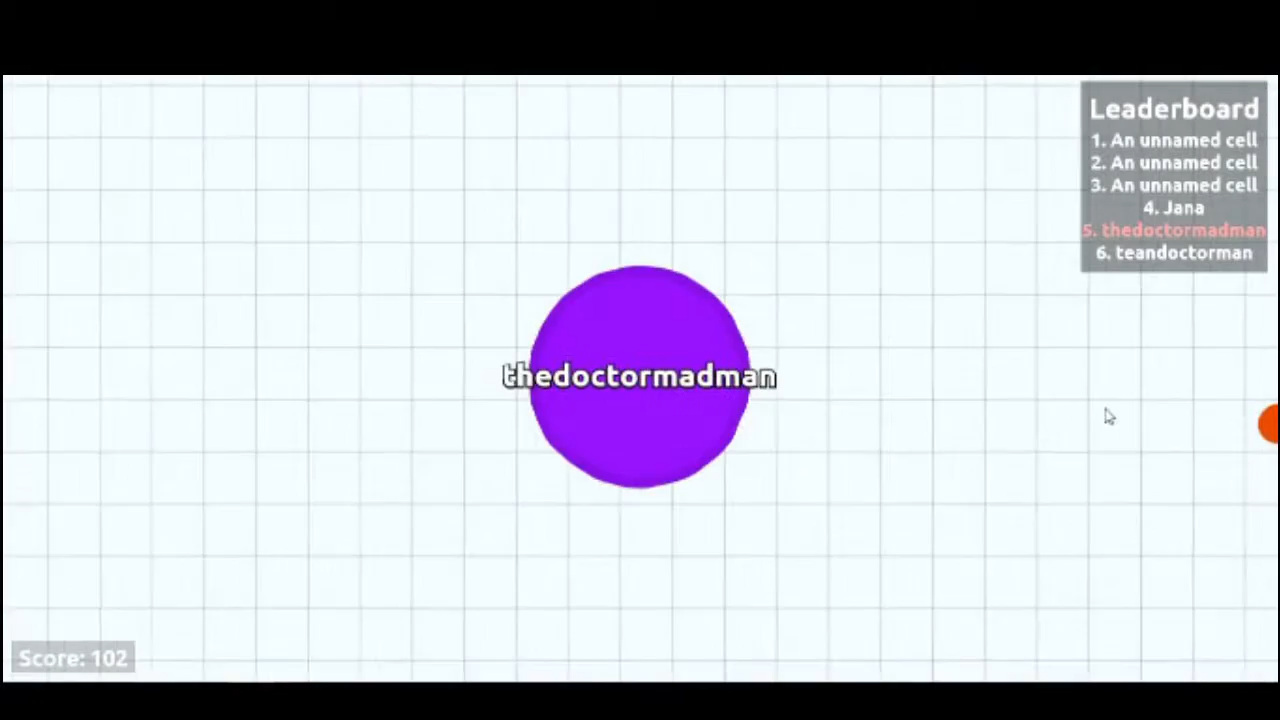 Leaderboard
1. An unnamed cell
2. An unnamed cell
3. An unnamed cell
4. Jana
5. thedoctormadman
6. teandoctorman
thedoctormadman
Score: 102